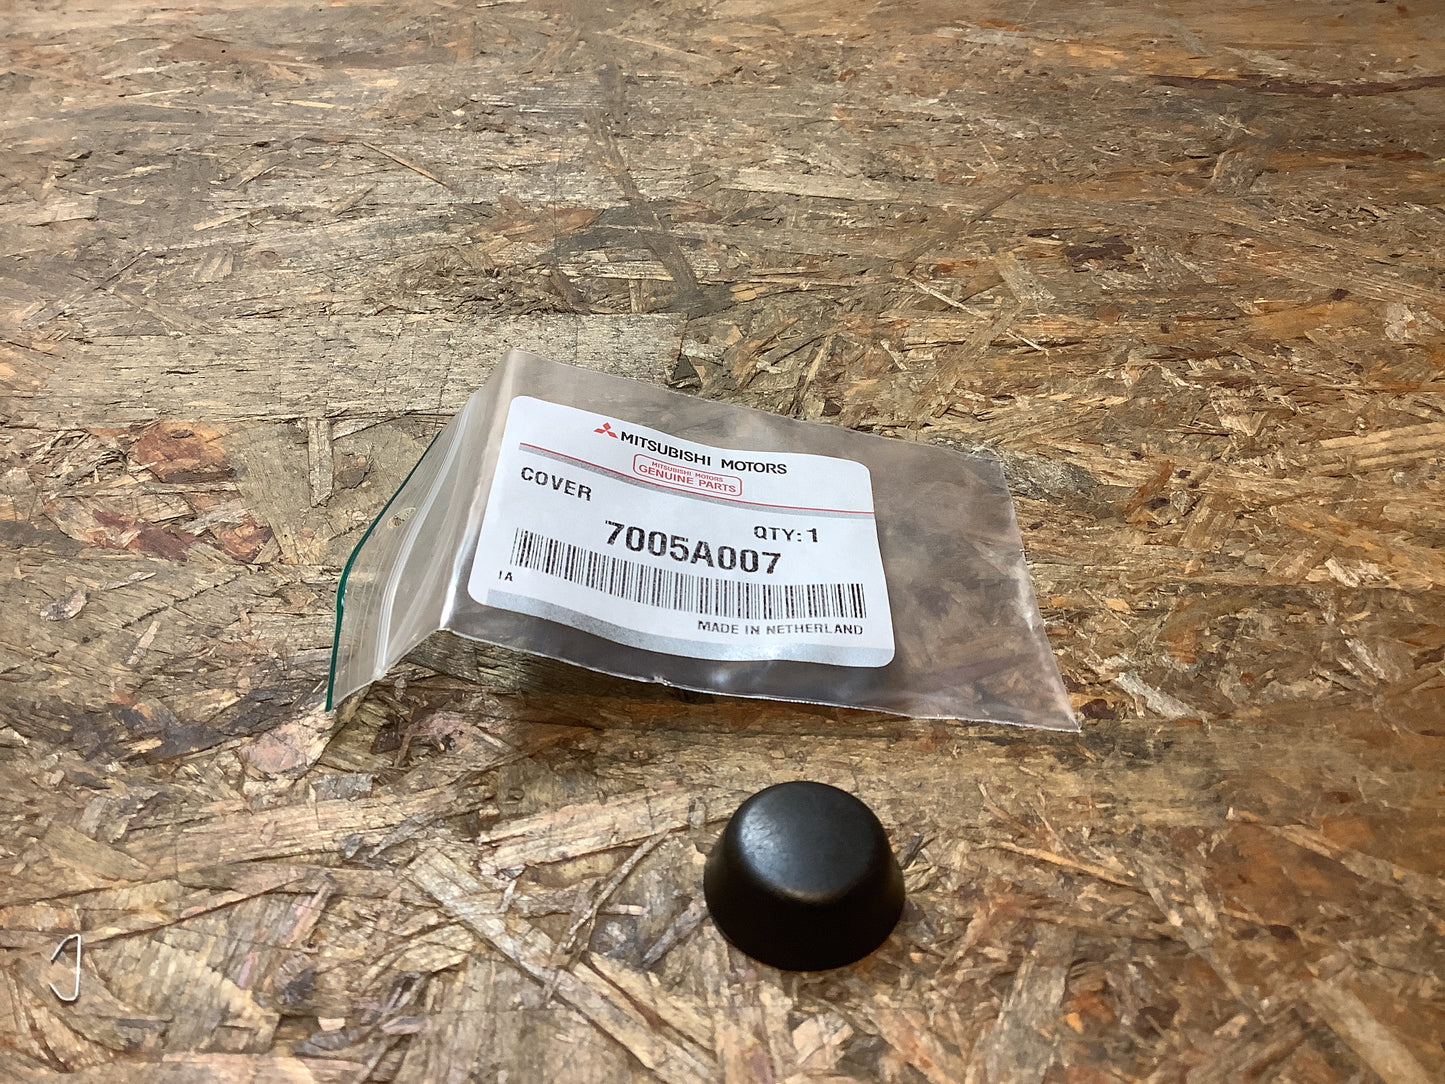 MITSUBISHI MOTORS
MITSUBISHI MOTORS
GENUINE PARTS
COVER
QTY: 1
7005A007
1A
MADE IN NETHERLAND